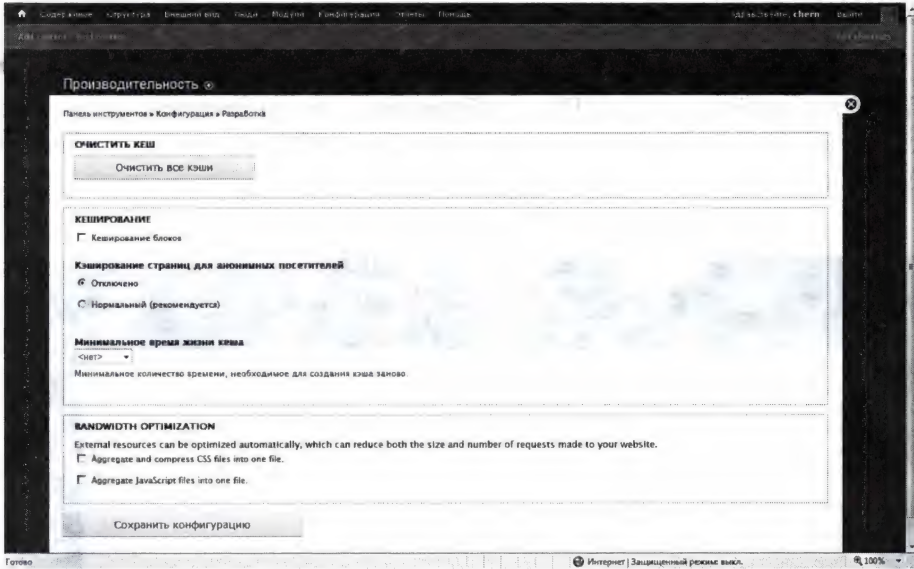 Содержимое Структура Внешний вид Люди Модули Конфигурация Отчеты Помощь Здравствуйте, chern Выйти
Производительность
Панель инструментов » Конфигурация » Разработка
ОЧИСТИТЬ КЕШ
Очистить все кэши
КЕШИРОВАНИЕ
Кеширование блоков
Кэширование страниц для анонимных посетителей
Отключено
Нормальный (рекомендуется)
Минимальное время жизни кеша
<нет>
Минимальное количество времени, необходимое для создания кэша заново.
BANDWIDTH OPTIMIZATION
External resources can be optimized automatically, which can reduce both the size and number of requests made to your website.
Aggregate and compress CSS files into one file.
Aggregate JavaScript files into one file.
Сохранить конфигурацию
Готово Интернет | Защищенный режим: выкл. 100%